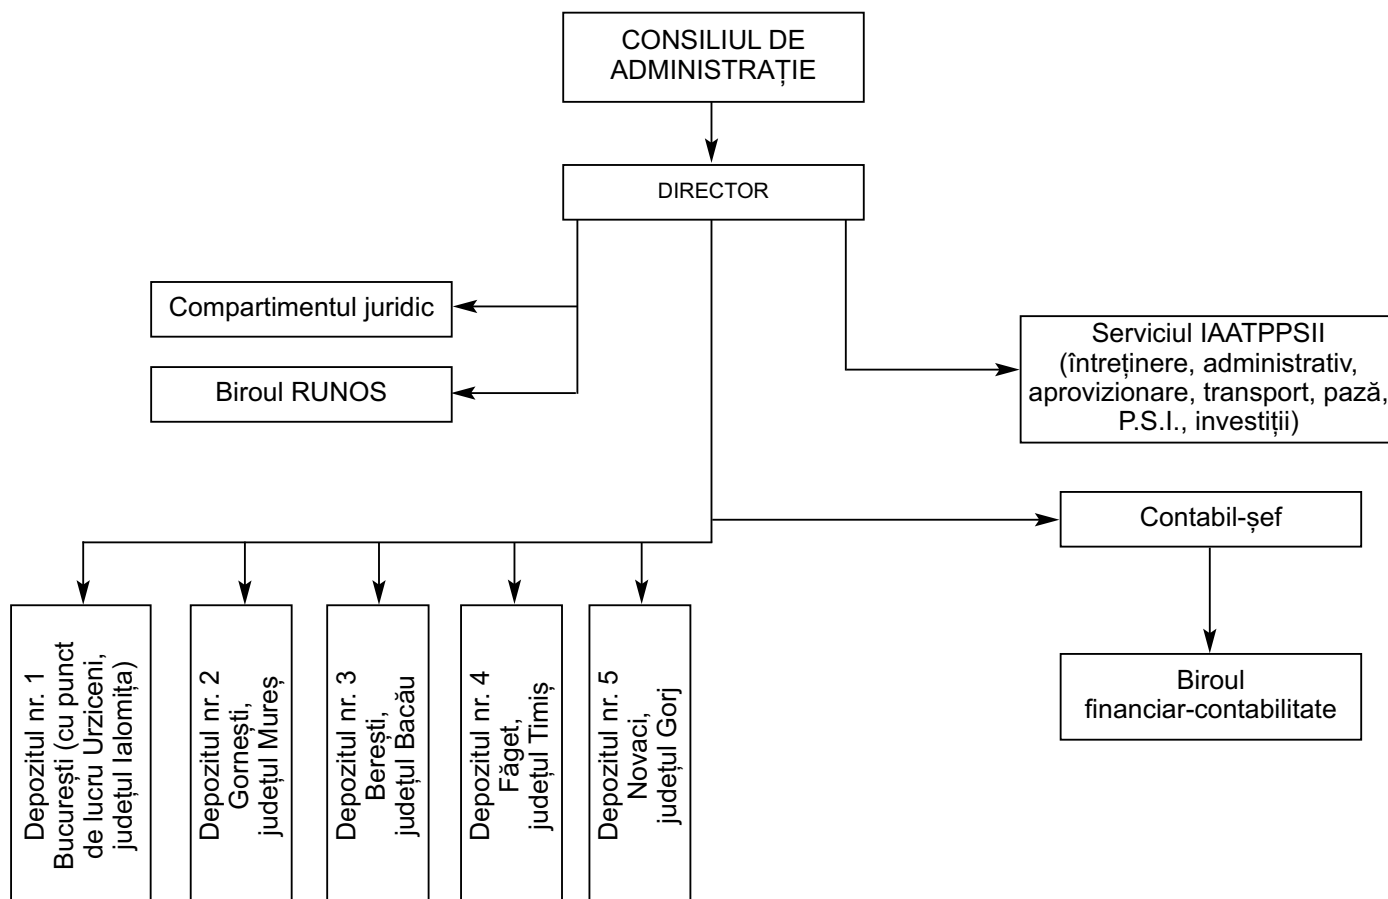 CONSILIUL DE
ADMINISTRAȚIE
DIRECTOR
Compartimentul juridic
Biroul RUNOS
Serviciul IAATPPSII
(întreținere, administrativ,
aprovizionare, transport, pază,
P.S.I., investiții)
Contabil-șef
Biroul
financiar-contabilitate
Depozitul nr. 1
București (cu punct
de lucru Urziceni,
județul Ialomița)
Depozitul nr. 2
Gornești,
județul Mureș
Depozitul nr. 3
Berești,
județul Bacău
Depozitul nr. 4
Făget,
județul Timiș
Depozitul nr. 5
Novaci,
județul Gorj